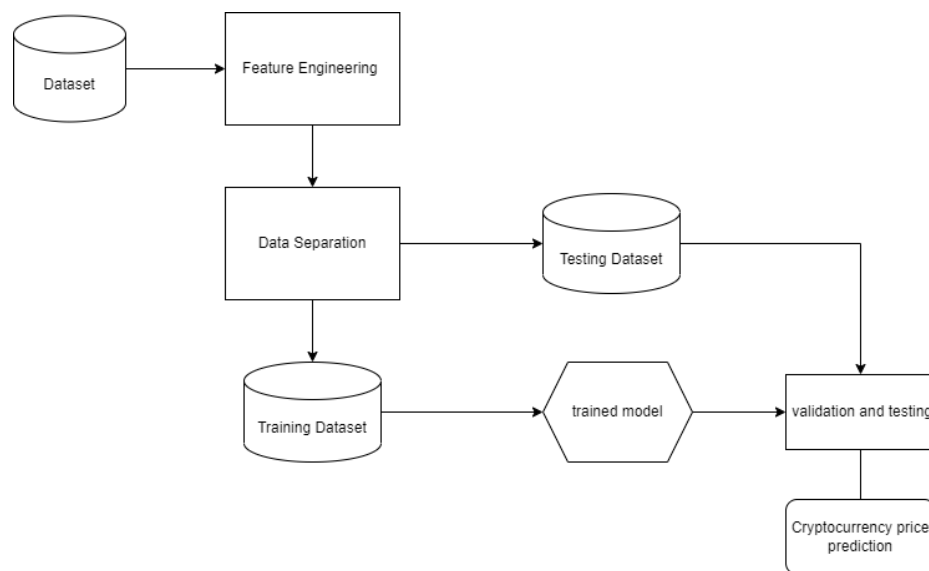 Dataset
Feature Engineering
Data Separation
Testing Dataset
Training Dataset
trained model
validation and testing
Cryptocurrency price
prediction